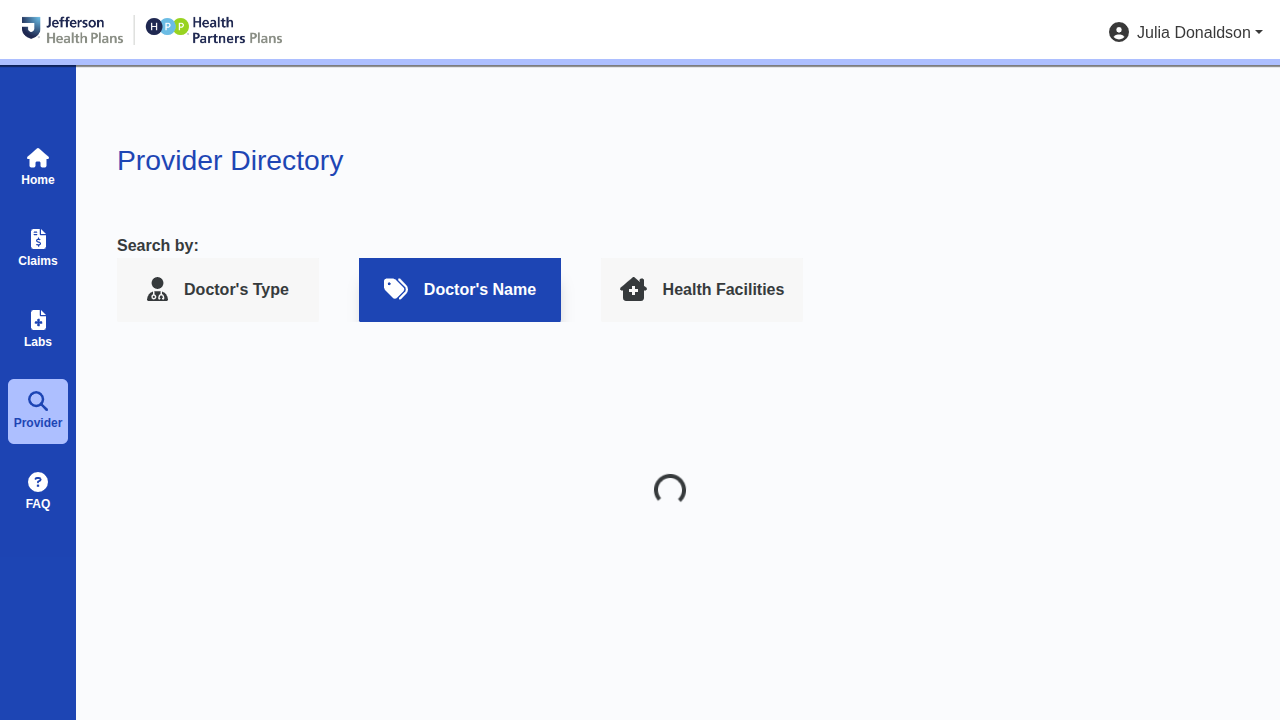 Jefferson
Health Plans
HPP
Health
Partners Plans
Julia Donaldson
Home
Claims
Labs
Provider
FAQ
Provider Directory
Search by:
Doctor's Type
Doctor's Name
Health Facilities